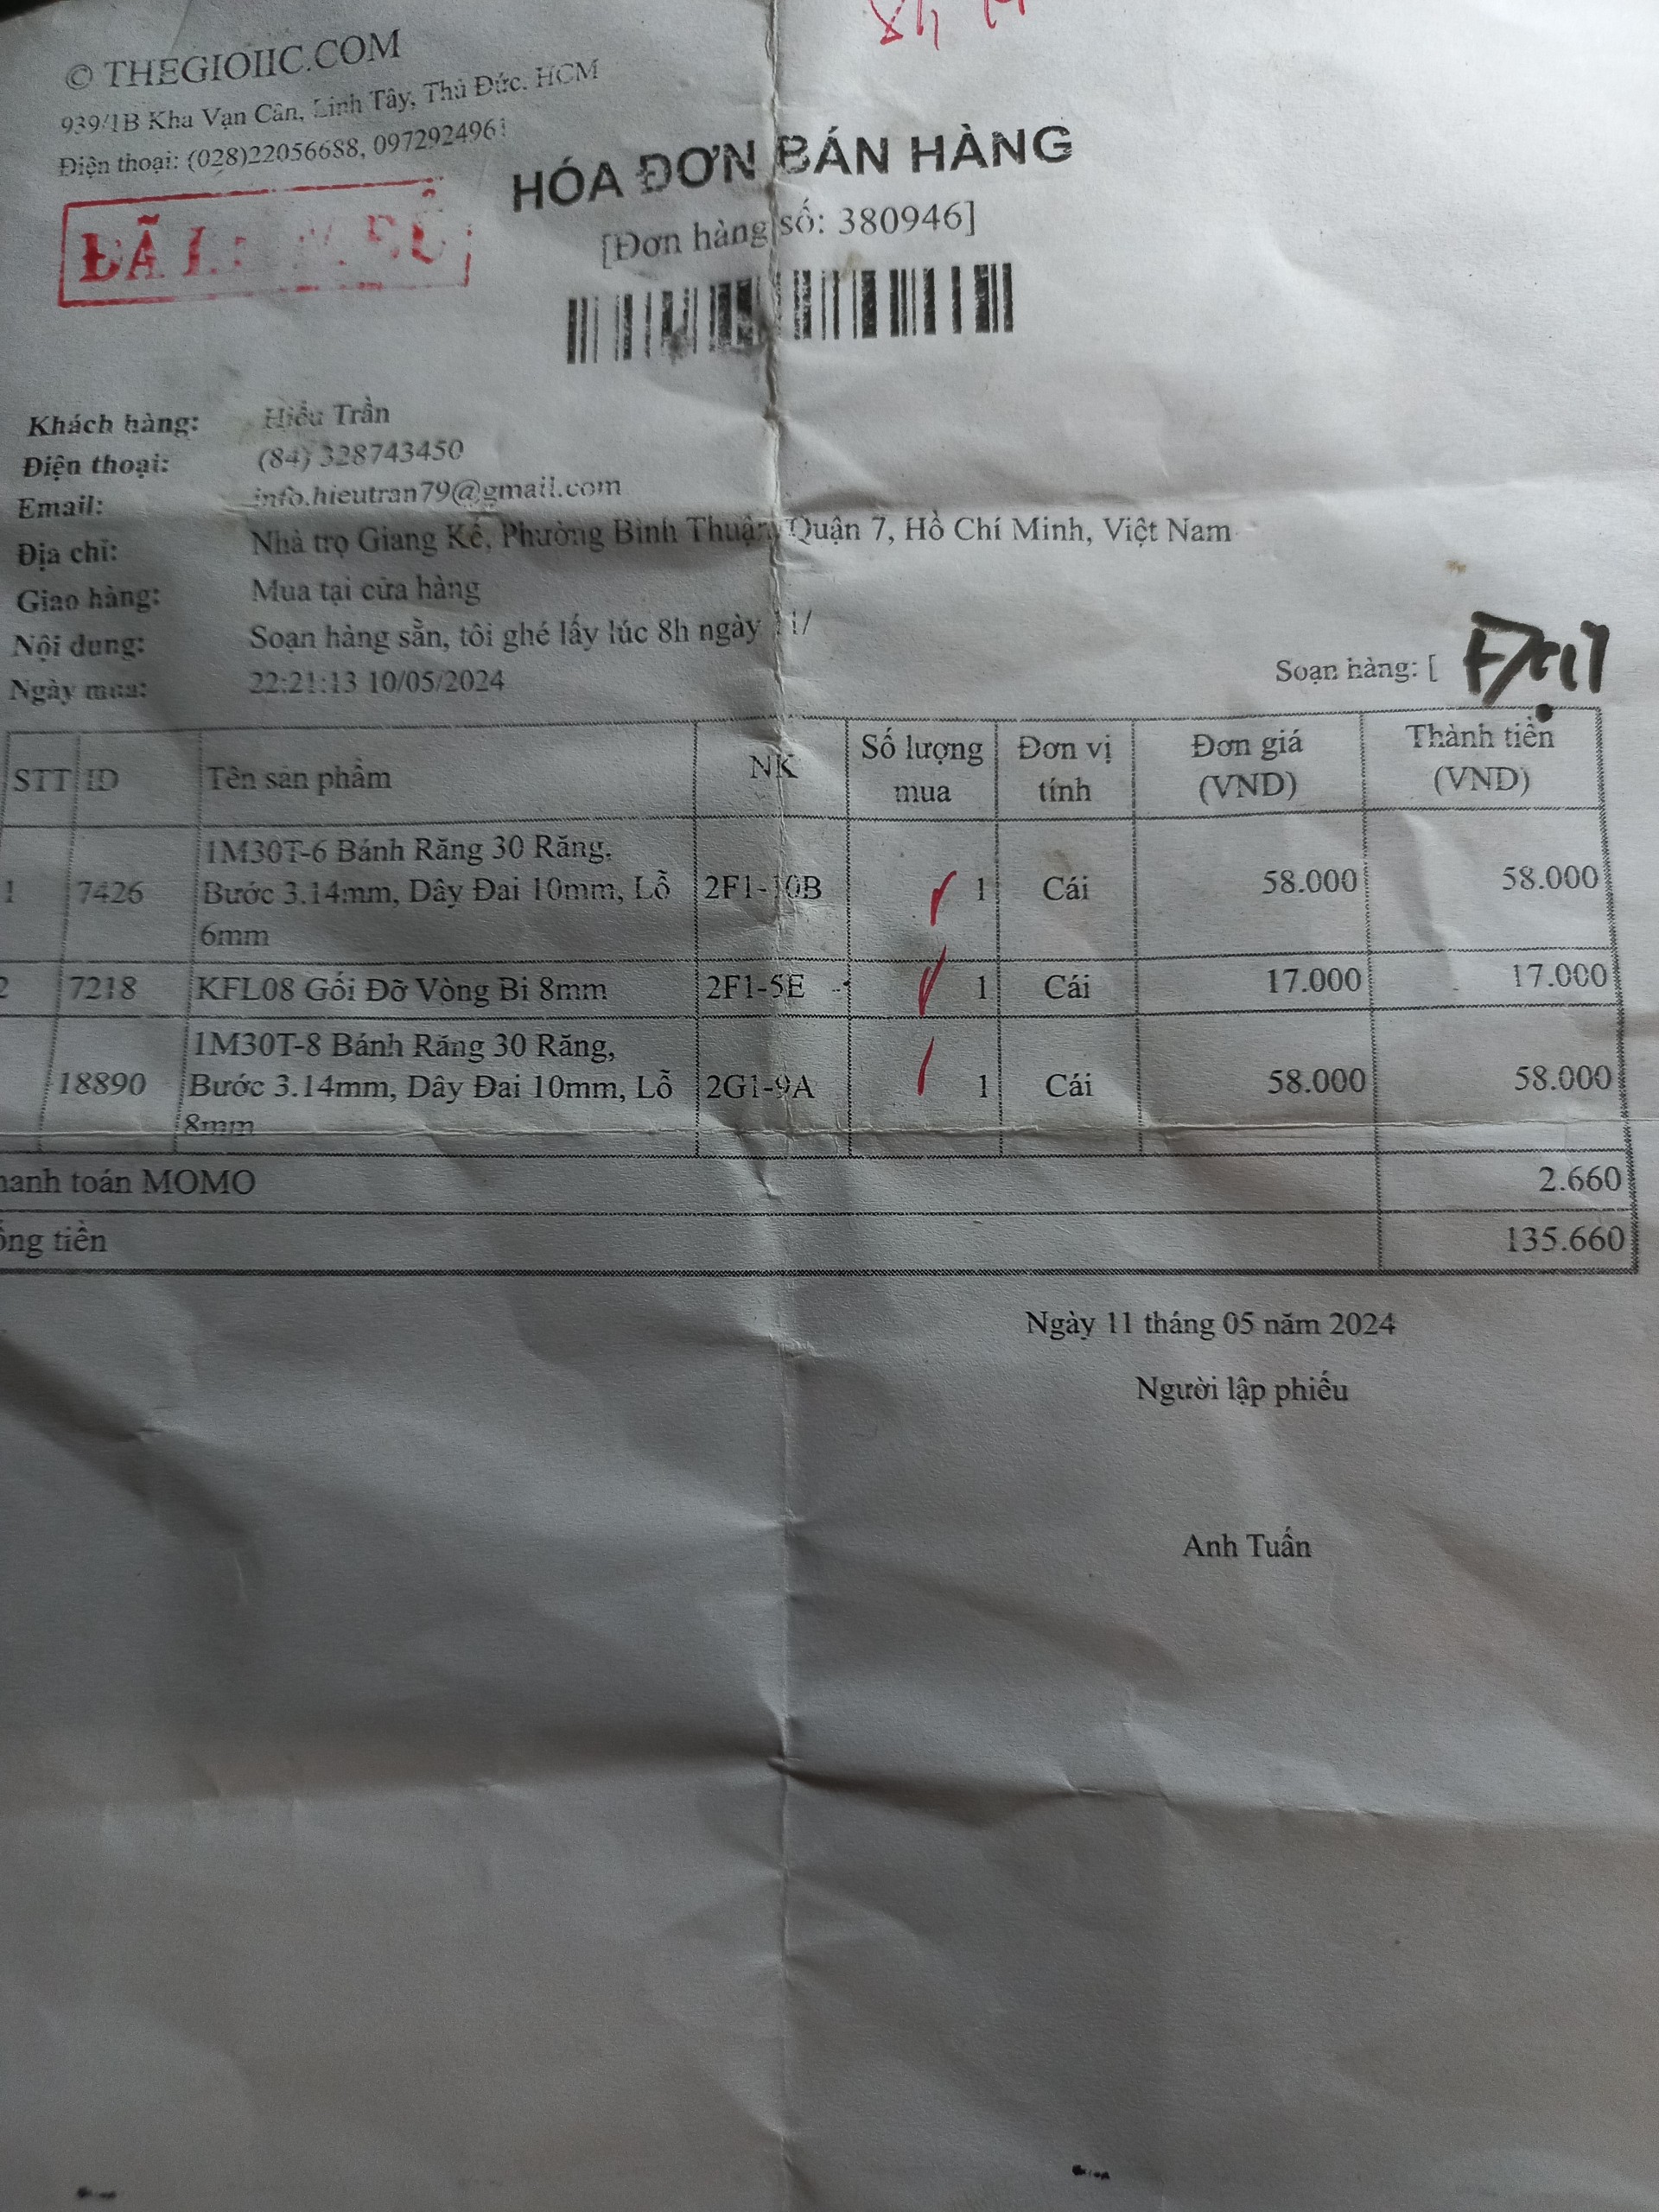 © THEGIOIIC.COM
939/1B Kha Vạn Cân, Linh Tây, Thủ Đức. HCM
Điện thoại: (028)22056688, 0972924961
ĐÃ
HÓA ĐƠN BÁN HÀNG
[Đơn hàng số: 380946]
Khách hàng: Hiếu Trần
Điện thoại: (84) 328743450
Email: info.hieutran79@gmail.com
Địa chỉ: Nhà trọ Giang Kế, Phường Bình Thuận, Quận 7, Hồ Chí Minh, Việt Nam
Giao hàng: Mua tại cửa hàng
Nội dung: Soạn hàng sẵn, tôi ghé lấy lúc 8h ngày 11/
Ngày mua: 22:21:13 10/05/2024
Soạn hàng: [
STT ID Tên sản phẩm NK Số lượng mua Đơn vị tính Đơn giá (VND) Thành tiền (VND)
1 7426 1M30T-6 Bánh Răng 30 Răng, Bước 3.14mm, Dây Đai 10mm, Lỗ 6mm 2F1-10B 1 Cái 58.000 58.000
2 7218 KFL08 Gối Đỡ Vòng Bi 8mm 2F1-5E 1 Cái 17.000 17.000
18890 1M30T-8 Bánh Răng 30 Răng, Bước 3.14mm, Dây Đai 10mm, Lỗ 8mm 2G1-9A 1 Cái 58.000 58.000
hanh toán MOMO 2.660
ổng tiền 135.660
Ngày 11 tháng 05 năm 2024
Người lập phiếu
Anh Tuấn